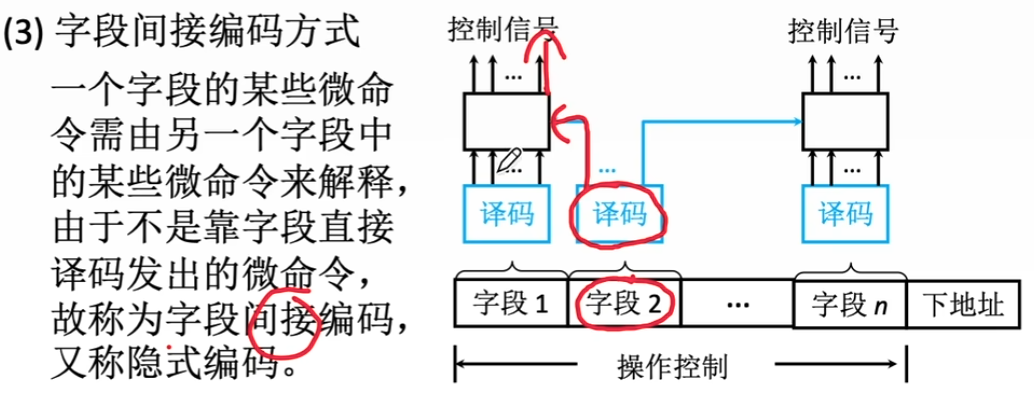 (3) 字段间接编码方式
一个字段的某些微命
令需由另一个字段中
的某些微命令来解释，
由于不是靠字段直接
译码发出的微命令，
故称为字段间接编码，
又称隐式编码。
控制信号 控制信号
... ...
... ... ...
译码 译码 译码
字段 1 字段 2 ... 字段 n 下地址
操作控制